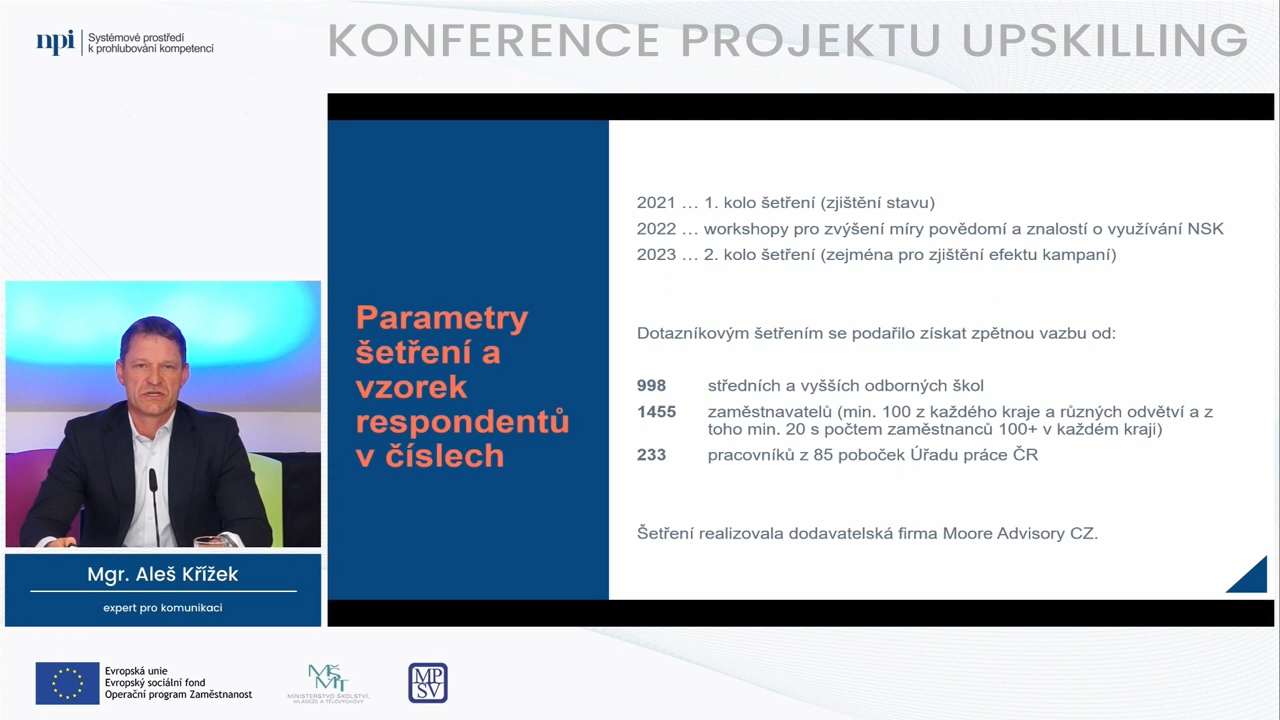 npi
Systémové prostředí
k prohlubování kompetencí
KONFERENCE PROJEKTU UPSKILLING
Parametry
šetření a
vzorek
respondentů
v číslech
2021 … 1. kolo šetření (zjištění stavu)
2022 … workshopy pro zvýšení míry povědomí a znalostí o využívání NSK
2023 … 2. kolo šetření (zejména pro zjištění efektu kampaní)
Dotazníkovým šetřením se podařilo získat zpětnou vazbu od:
998 středních a vyšších odborných škol
1455 zaměstnavatelů (min. 100 z každého kraje a různých odvětví a z
toho min. 20 s počtem zaměstnanců 100+ v každém kraji)
233 pracovníků z 85 poboček Úřadu práce ČR
Šetření realizovala dodavatelská firma Moore Advisory CZ.
Mgr. Aleš Křížek
expert pro komunikaci
Evropská unie
Evropský sociální fond
Operační program Zaměstnanost
MŠMT
MINISTERSTVO ŠKOLSTVÍ,
MLÁDEŽE A TĚLOVÝCHOVY
MP
SV